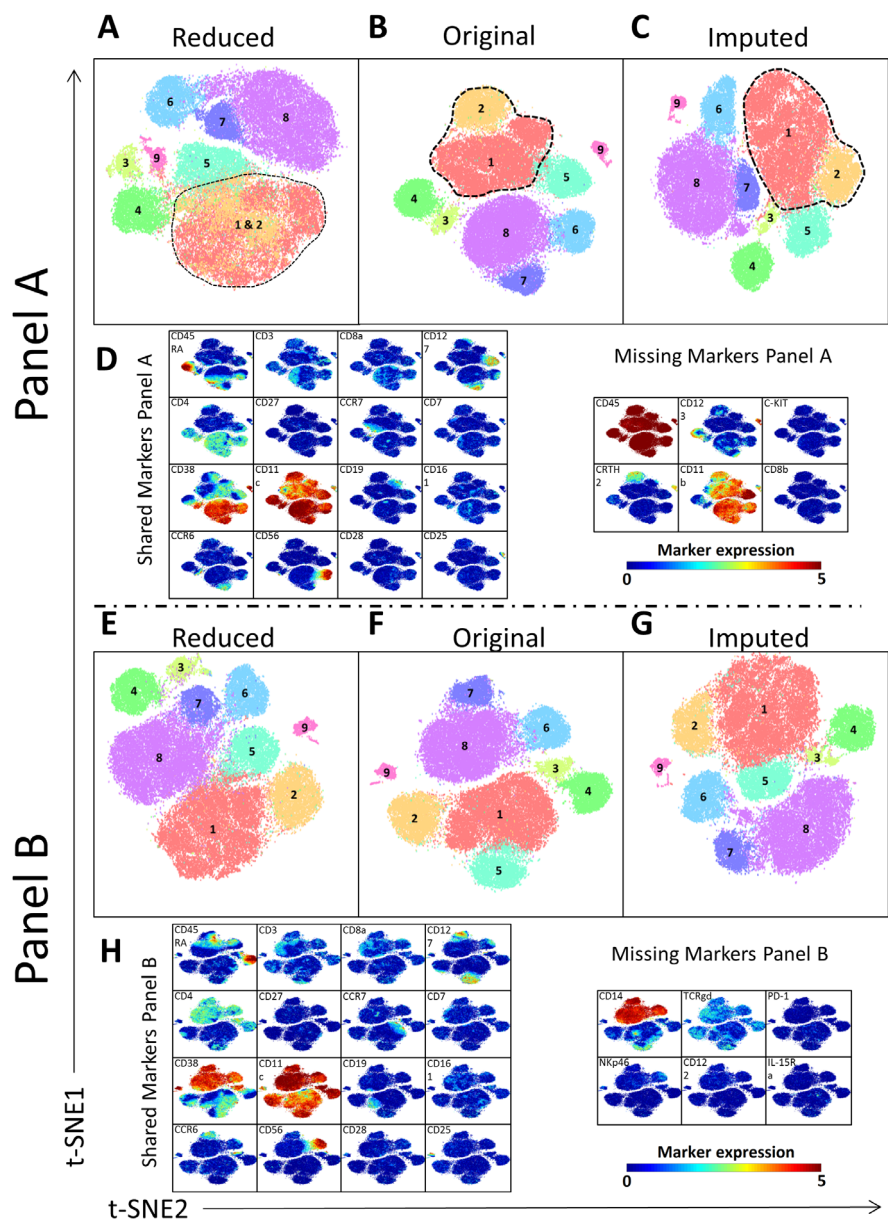 A
Reduced
B
Original
C
Imputed
6
8
7
5
3
9
4
1 & 2
2
1
9
5
4
3
8
6
7
9
6
1
8
7
2
3
5
4
Panel A
D
Shared Markers Panel A
CD45
RA
CD3
CD8a
CD12
7
CD4
CD27
CCR7
CD7
CD38
CD11
c
CD19
CD16
1
CCR6
CD56
CD28
CD25
Missing Markers Panel A
CD45
CD12
3
C-KIT
CRTH
2
CD11
b
CD8b
Marker expression
0
5
E
Reduced
F
Original
G
Imputed
3
4
7
6
9
8
5
2
1
7
8
6
9
3
4
2
1
5
1
2
4
3
9
5
6
8
7
Panel B
H
Shared Markers Panel B
CD45
RA
CD3
CD8a
CD12
7
CD4
CD27
CCR7
CD7
CD38
CD11
c
CD19
CD16
1
CCR6
CD56
CD28
CD25
Missing Markers Panel B
CD14
TCRgd
PD-1
NKp46
CD12
2
IL-15R
a
Marker expression
0
5
t-SNE1
t-SNE2